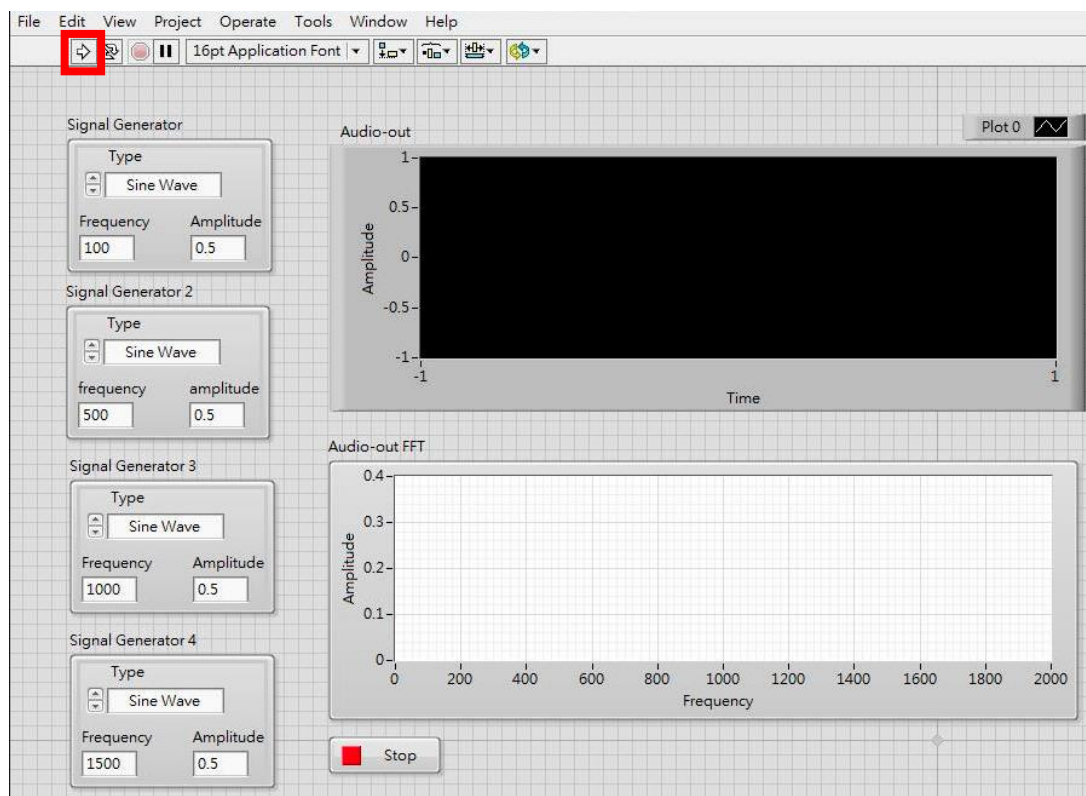 File Edit View Project Operate Tools Window Help
16pt Application Font
Signal Generator
Type
Sine Wave
Frequency Amplitude
100 0.5
Signal Generator 2
Type
Sine Wave
frequency amplitude
500 0.5
Signal Generator 3
Type
Sine Wave
Frequency Amplitude
1000 0.5
Signal Generator 4
Type
Sine Wave
Frequency Amplitude
1500 0.5
Audio-out
Plot 0
Amplitude
1
0.5
0
-0.5
-1
-1 1
Time
Audio-out FFT
Amplitude
0.4
0.3
0.2
0.1
0
0 200 400 600 800 1000 1200 1400 1600 1800 2000
Frequency
Stop